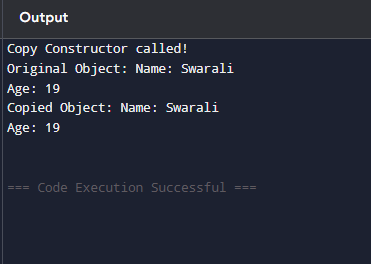 Output
Copy Constructor called!
Original Object: Name: Swarali
Age: 19
Copied Object: Name: Swarali
Age: 19
=== Code Execution Successful ===